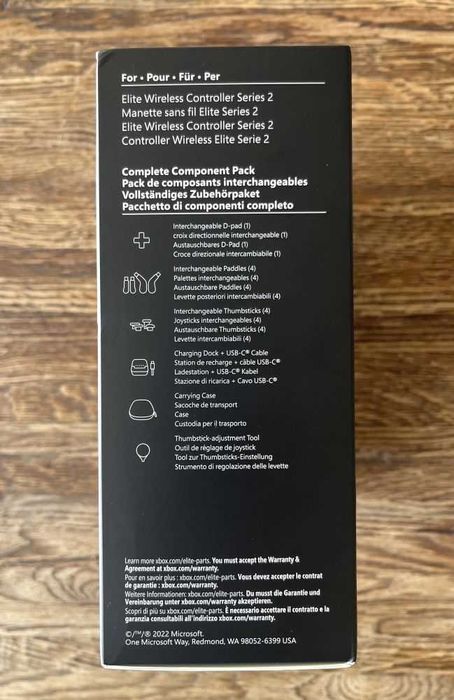 For • Pour • Für • Per
Elite Wireless Controller Series 2
Manette sans fil Elite Series 2
Elite Wireless Controller Series 2
Controller Wireless Elite Serie 2
Complete Component Pack
Pack de composants interchangeables
Vollständiges Zubehörpaket
Pacchetto di componenti completo
Interchangeable D-pad (1)
croix directionnelle interchangeable (1)
Austauschbares D-Pad (1)
Croce direzionale intercambiabile (1)
Interchangeable Paddles (4)
Palettes interchangeables (4)
Austauschbare Paddles (4)
Levette posteriori intercambiabili (4)
Interchangeable Thumbsticks (4)
Joysticks interchangeables (4)
Austauschbare Thumbsticks (4)
Levette intercambiabili (4)
Charging Dock + USB-C® Cable
Station de recharge + câble USB-C®
Ladestation + USB-C® Kabel
Stazione di ricarica + Cavo USB-C®
Carrying Case
Sacoche de transport
Case
Custodia per il trasporto
Thumbstick-adjustment Tool
Outil de réglage de joystick
Tool zur Thumbsticks-Einstellung
Strumento di regolazione delle levette
Learn more xbox.com/elite-parts. You must accept the Warranty &
Agreement at xbox.com/warranty.
Pour en savoir plus : xbox.com/elite-parts. Vous devez accepter le contrat
de garantie : xbox.com/warranty.
Weitere Informationen: xbox.com/elite-parts. Du musst die Garantie und
Vereinbarung unter xbox.com/warranty akzeptieren.
Scopri di più su xbox.com/elite-parts. È necessario accettare il contratto e la
garanzia consultabili all'indirizzo xbox.com/warranty.
©/™/® 2022 Microsoft.
One Microsoft Way, Redmond, WA 98052-6399 USA